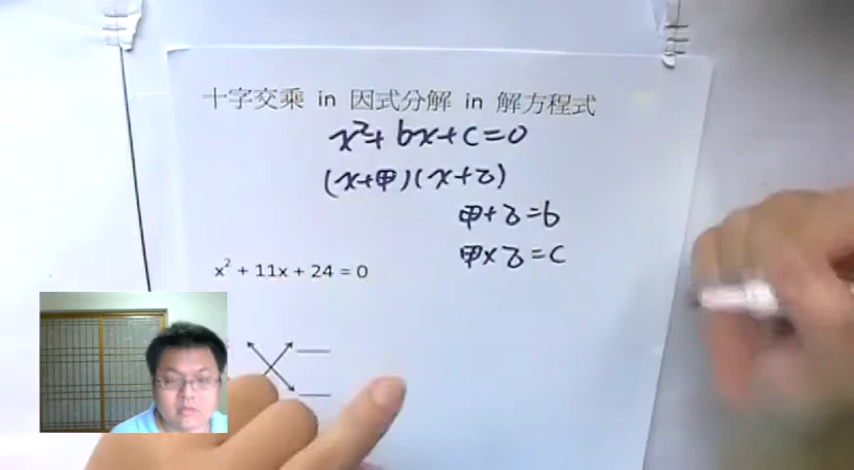 十字交乘 in 因式分解 in 解方程式
x²+bx+c=0
(x+甲)(x+乙)
甲+乙=b
甲×乙=c
x² + 11x + 24 = 0